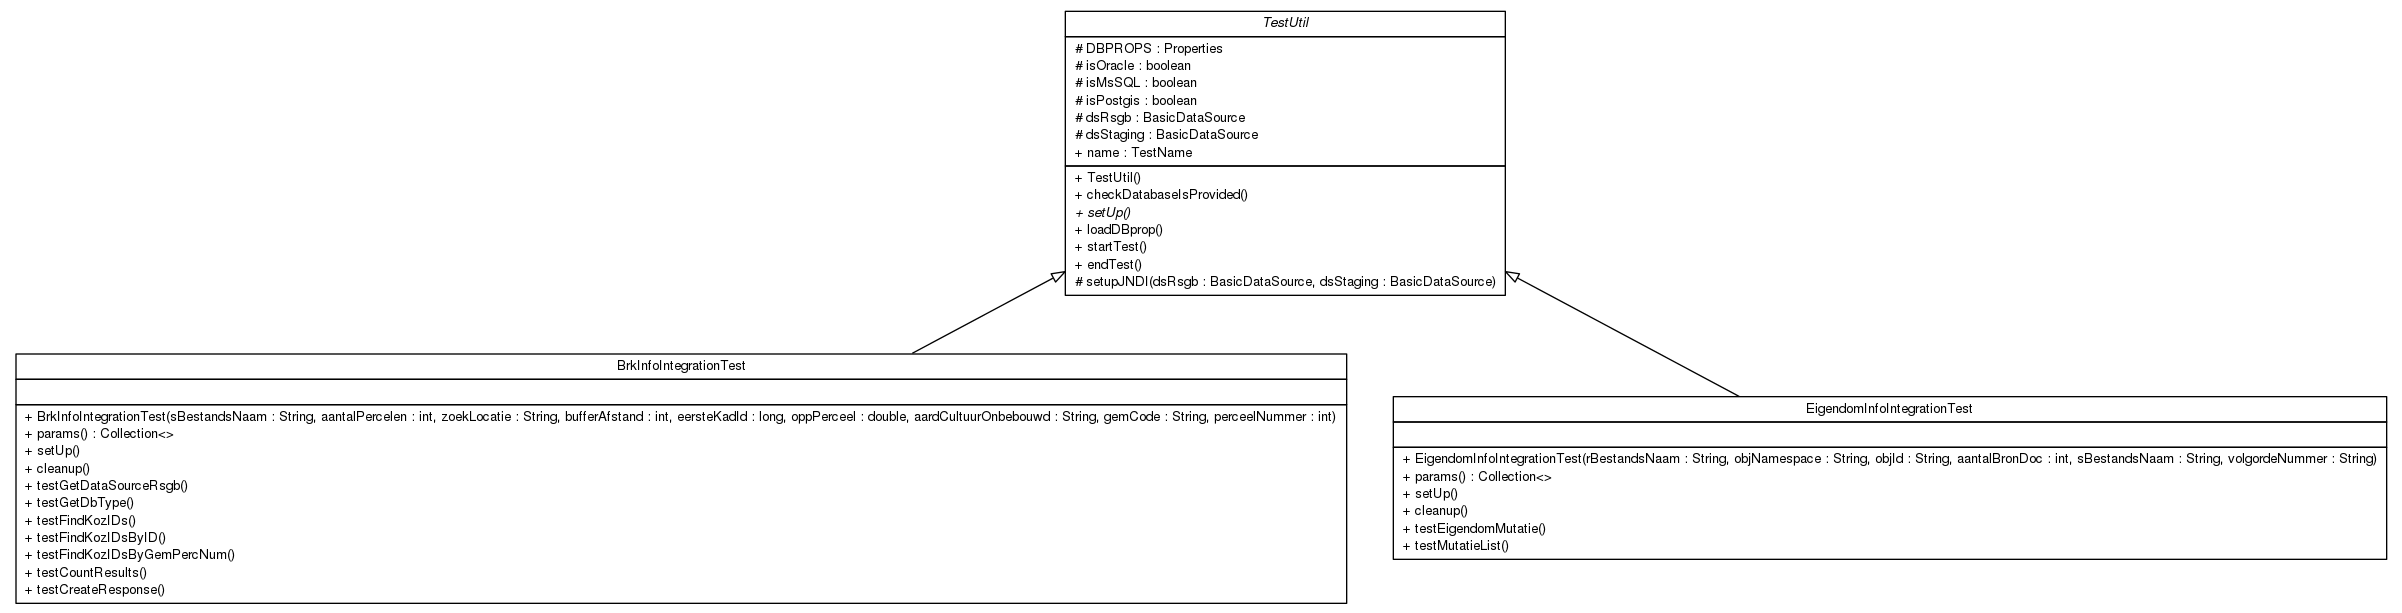 TestUtil
# DBPROPS : Properties
# isOracle : boolean
# isMsSQL : boolean
# isPostgis : boolean
# dsRsgb : BasicDataSource
# dsStaging : BasicDataSource
+ name : TestName
+ TestUtil()
+ checkDatabaseIsProvided()
+ setUp()
+ loadDBprop()
+ startTest()
+ endTest()
# setupJNDI(dsRsgb : BasicDataSource, dsStaging : BasicDataSource)
BrkInfoIntegrationTest
+ BrkInfoIntegrationTest(sBestandsNaam : String, aantalPercelen : int, zoekLocatie : String, bufferAfstand : int, eersteKadId : long, oppPerceel : double, aardCultuurOnbebouwd : String, gemCode : String, perceelNummer : int)
+ params() : Collection<>
+ setUp()
+ cleanup()
+ testGetDataSourceRsgb()
+ testGetDbType()
+ testFindKozIDs()
+ testFindKozIDsByID()
+ testFindKozIDsByGemPercNum()
+ testCountResults()
+ testCreateResponse()
EigendomInfoIntegrationTest
+ EigendomInfoIntegrationTest(rBestandsNaam : String, objNamespace : String, objId : String, aantalBronDoc : int, sBestandsNaam : String, volgordeNummer : String)
+ params() : Collection<>
+ setUp()
+ cleanup()
+ testEigendomMutatie()
+ testMutatieList()